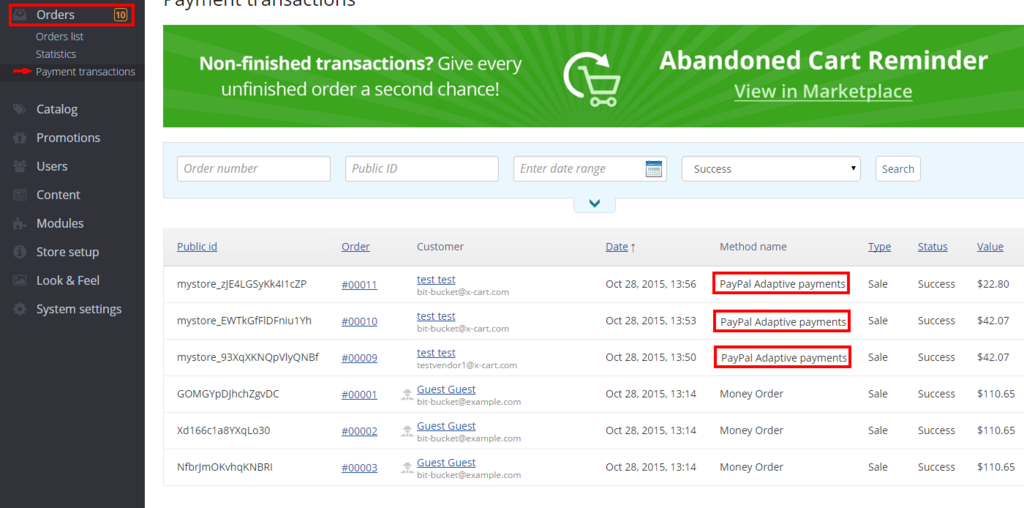 Payment transactions
Orders 10
Orders list
Statistics
Payment transactions
Catalog
Promotions
Users
Content
Modules
Store setup
Look & Feel
System settings
Non-finished transactions? Give every
unfinished order a second chance!
Abandoned Cart Reminder
View in Marketplace
Order number Public ID Enter date range Success Search
Public id Order Customer Date ↑ Method name Type Status Value
mystore_zJE4LGSyKk4I1cZP #00011 test test Oct 28, 2015, 13:56 PayPal Adaptive payments Sale Success $22.80
bit-bucket@x-cart.com
mystore_EWTkGfFlDFniu1Yh #00010 test test Oct 28, 2015, 13:53 PayPal Adaptive payments Sale Success $42.07
bit-bucket@x-cart.com
mystore_93XqXKNQpVlyQNBf #00009 test test Oct 28, 2015, 13:50 PayPal Adaptive payments Sale Success $42.07
testvendor1@x-cart.com
GOMGYpDJhchZgvDC #00001 Guest Guest Oct 28, 2015, 13:14 Money Order Sale Success $110.65
bit-bucket@example.com
Xd166c1a8YXqLo30 #00002 Guest Guest Oct 28, 2015, 13:14 Money Order Sale Success $110.65
bit-bucket@example.com
NfbrJmOKvhqKNBRI #00003 Guest Guest Oct 28, 2015, 13:14 Money Order Sale Success $110.65
bit-bucket@example.com